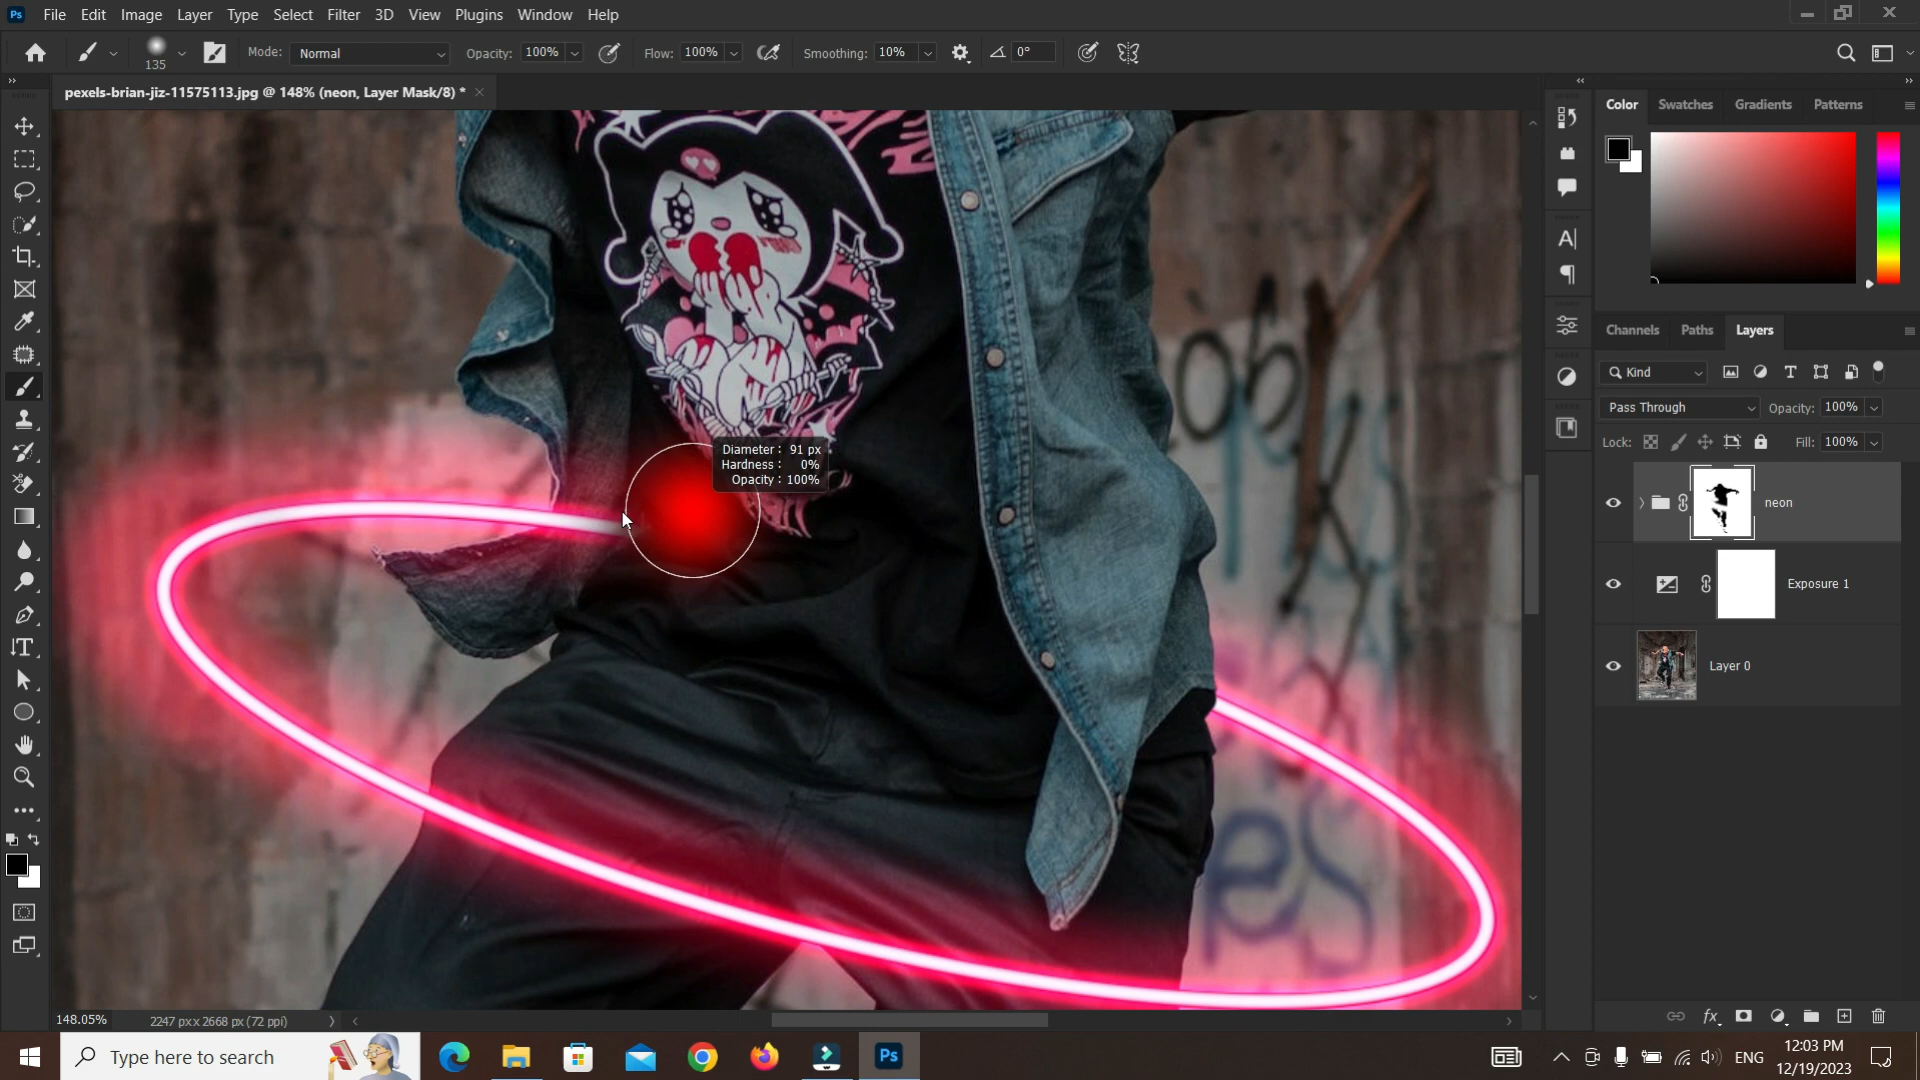 Ps
File Edit Image Layer Type Select Filter 3D View Plugins Window Help
135
Mode: Normal Opacity: 100% Flow: 100% Smoothing: 10% 0°
pexels-brian-jiz-11575113.jpg @ 148% (neon, Layer Mask/8) *
Color Swatches Gradients Patterns
Channels Paths Layers
Kind
Pass Through Opacity: 100%
Lock: Fill: 100%
neon
Exposure 1
Layer 0
Diameter: 91 px
Hardness: 0%
Opacity: 100%
148.05% 2247 px x 2668 px (72 ppi)
Type here to search
Ps
ENG
12:03 PM
12/19/2023